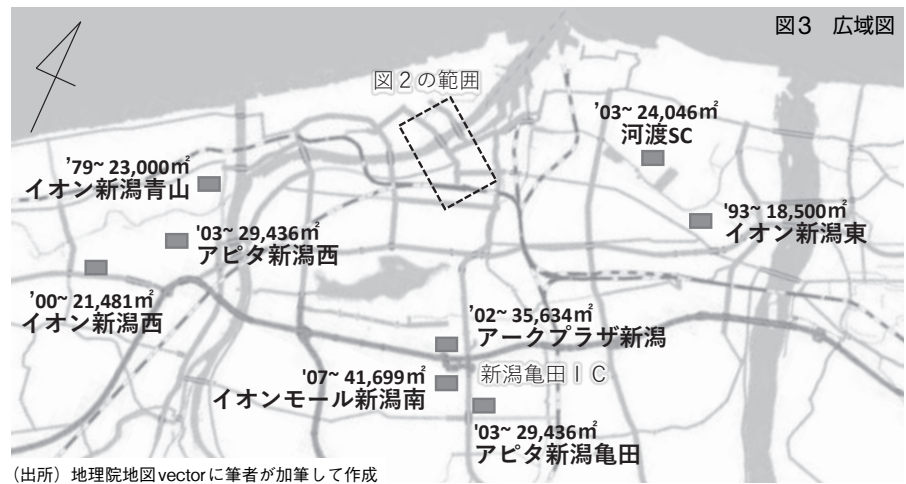 図3　広域図
図２の範囲
’03~ 24,046㎡
河渡SC
’79~ 23,000㎡
イオン新潟青山
'93~ 18,500㎡
イオン新潟東
'03~ 29,436㎡
アピタ新潟西
’00~ 21,481㎡
イオン新潟西
'02~ 35,634㎡
アークプラザ新潟
新潟亀田ＩＣ
'07~ 41,699㎡
イオンモール新潟南
'03~ 29,436㎡
アピタ新潟亀田
（出所）地理院地図vectorに筆者が加筆して作成